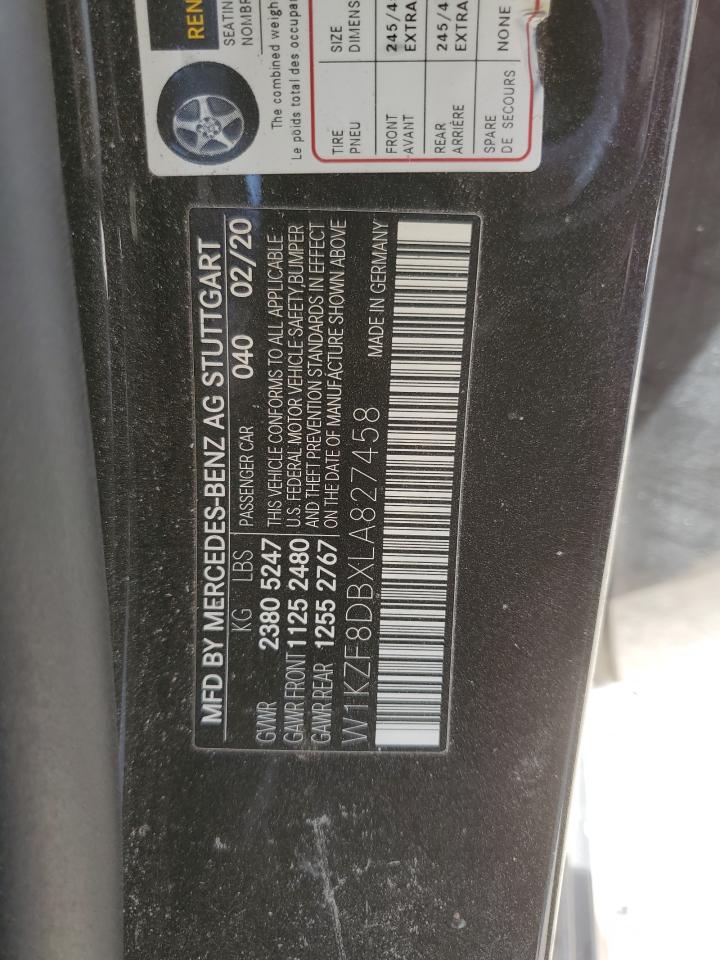 MFD BY MERCEDES-BENZ AG STUTTGART
KG LBS PASSENGER CAR 040 02/20
GVWR 2380 5247 THIS VEHICLE CONFORMS TO ALL APPLICABLE
GAWR FRONT 1125 2480 U.S. FEDERAL MOTOR VEHICLE SAFETY, BUMPER
GAWR REAR 1255 2767 AND THEFT PREVENTION STANDARDS IN EFFECT
ON THE DATE OF MANUFACTURE SHOWN ABOVE
W1KZF8DBXLA827458 MADE IN GERMANY
REN
SEATIN
NOMBR
The combined weigh
Le poids total des occupar
TIRE SIZE
PNEU DIMENS
FRONT 245/4
AVANT EXTRA
REAR 245/4
ARRIÈRE EXTRA
SPARE NONE
DE SECOURS